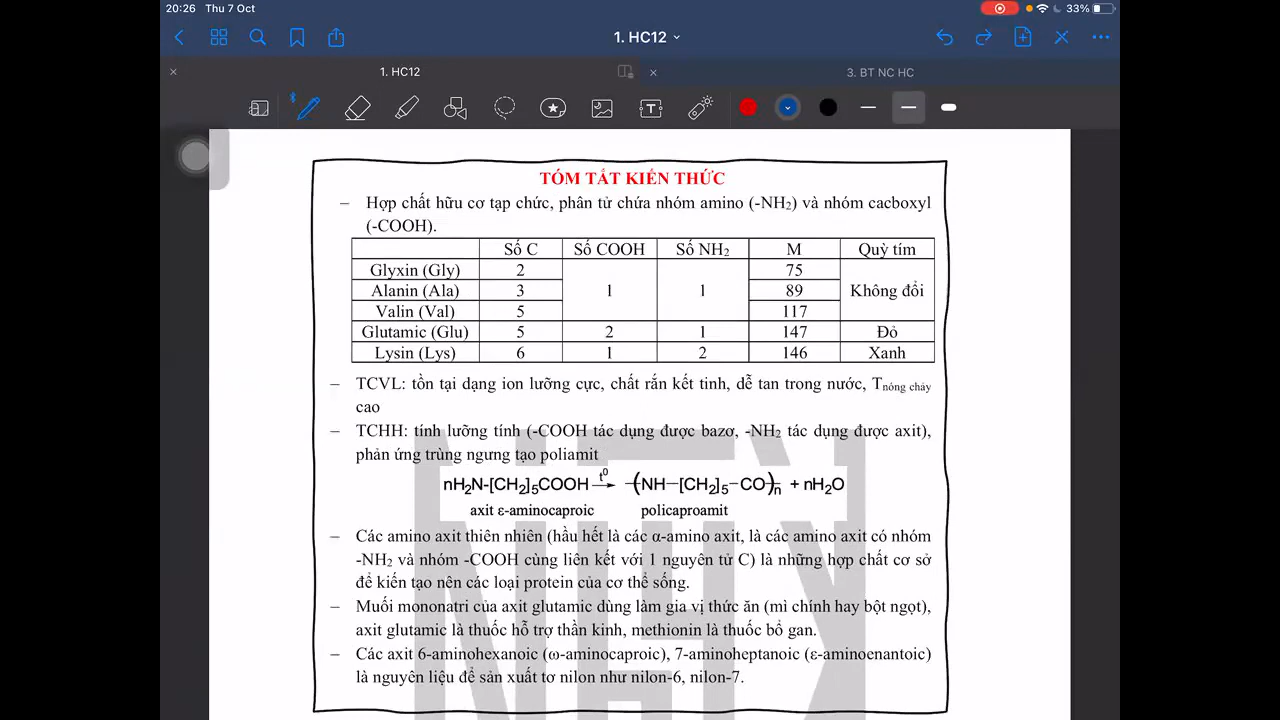 20:26 Thu 7 Oct 33%
1. HC12
1. HC12 3. BT NC HC
TÓM TẮT KIẾN THỨC
– Hợp chất hữu cơ tạp chức, phân tử chứa nhóm amino (-NH₂) và nhóm cacboxyl
(-COOH).
Số C Số COOH Số NH₂ M Quỳ tím
Glyxin (Gly) 2 75
Alanin (Ala) 3 1 1 89 Không đổi
Valin (Val) 5 117
Glutamic (Glu) 5 2 1 147 Đỏ
Lysin (Lys) 6 1 2 146 Xanh
– TCVL: tồn tại dạng ion lưỡng cực, chất rắn kết tinh, dễ tan trong nước, Tnóng chảy
cao
– TCHH: tính lưỡng tính (-COOH tác dụng được bazơ, -NH₂ tác dụng được axit),
phản ứng trùng ngưng tạo poliamit
nH₂N-[CH₂]₅COOH —t⁰→ –(NH–[CH₂]₅–CO)ₙ + nH₂O
axit ε-aminocaproic policaproamit
– Các amino axit thiên nhiên (hầu hết là các α-amino axit, là các amino axit có nhóm
-NH₂ và nhóm -COOH cùng liên kết với 1 nguyên tử C) là những hợp chất cơ sở
để kiến tạo nên các loại protein của cơ thể sống.
– Muối mononatri của axit glutamic dùng làm gia vị thức ăn (mì chính hay bột ngọt),
axit glutamic là thuốc hỗ trợ thần kinh, methionin là thuốc bổ gan.
– Các axit 6-aminohexanoic (ω-aminocaproic), 7-aminoheptanoic (ε-aminoenantoic)
là nguyên liệu để sản xuất tơ nilon như nilon-6, nilon-7.